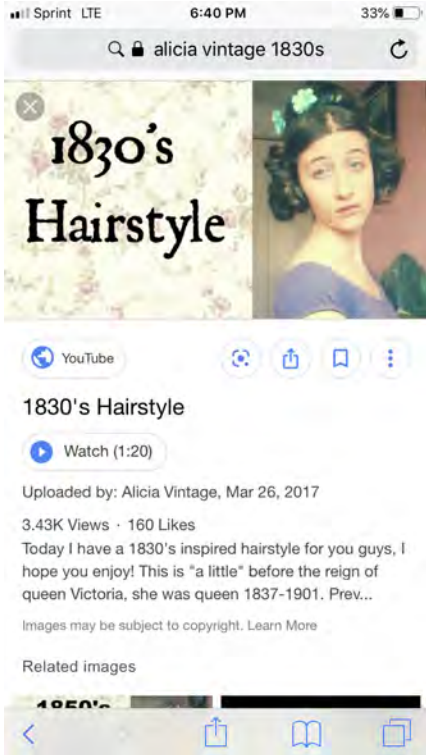 Sprint LTE 6:40 PM 33%
alicia vintage 1830s
1830's
Hairstyle
YouTube
1830's Hairstyle
Watch (1:20)
Uploaded by: Alicia Vintage, Mar 26, 2017
3.43K Views · 160 Likes
Today I have a 1830's inspired hairstyle for you guys, I
hope you enjoy! This is "a little" before the reign of
queen Victoria, she was queen 1837-1901. Prev...
Images may be subject to copyright. Learn More
Related images
1850's